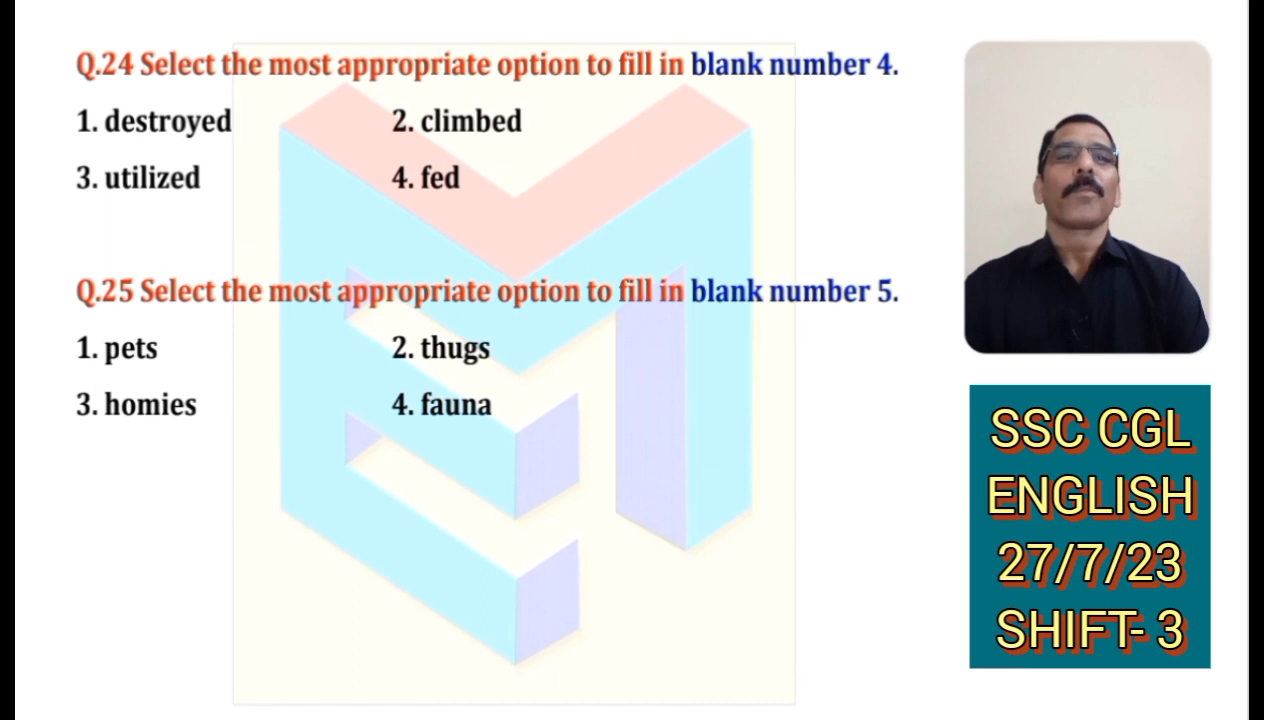 Q.24 Select the most appropriate option to fill in blank number 4.
1. destroyed 2. climbed
3. utilized 4. fed
Q.25 Select the most appropriate option to fill in blank number 5.
1. pets 2. thugs
3. homies 4. fauna
SSC CGL
ENGLISH
27/7/23
SHIFT- 3